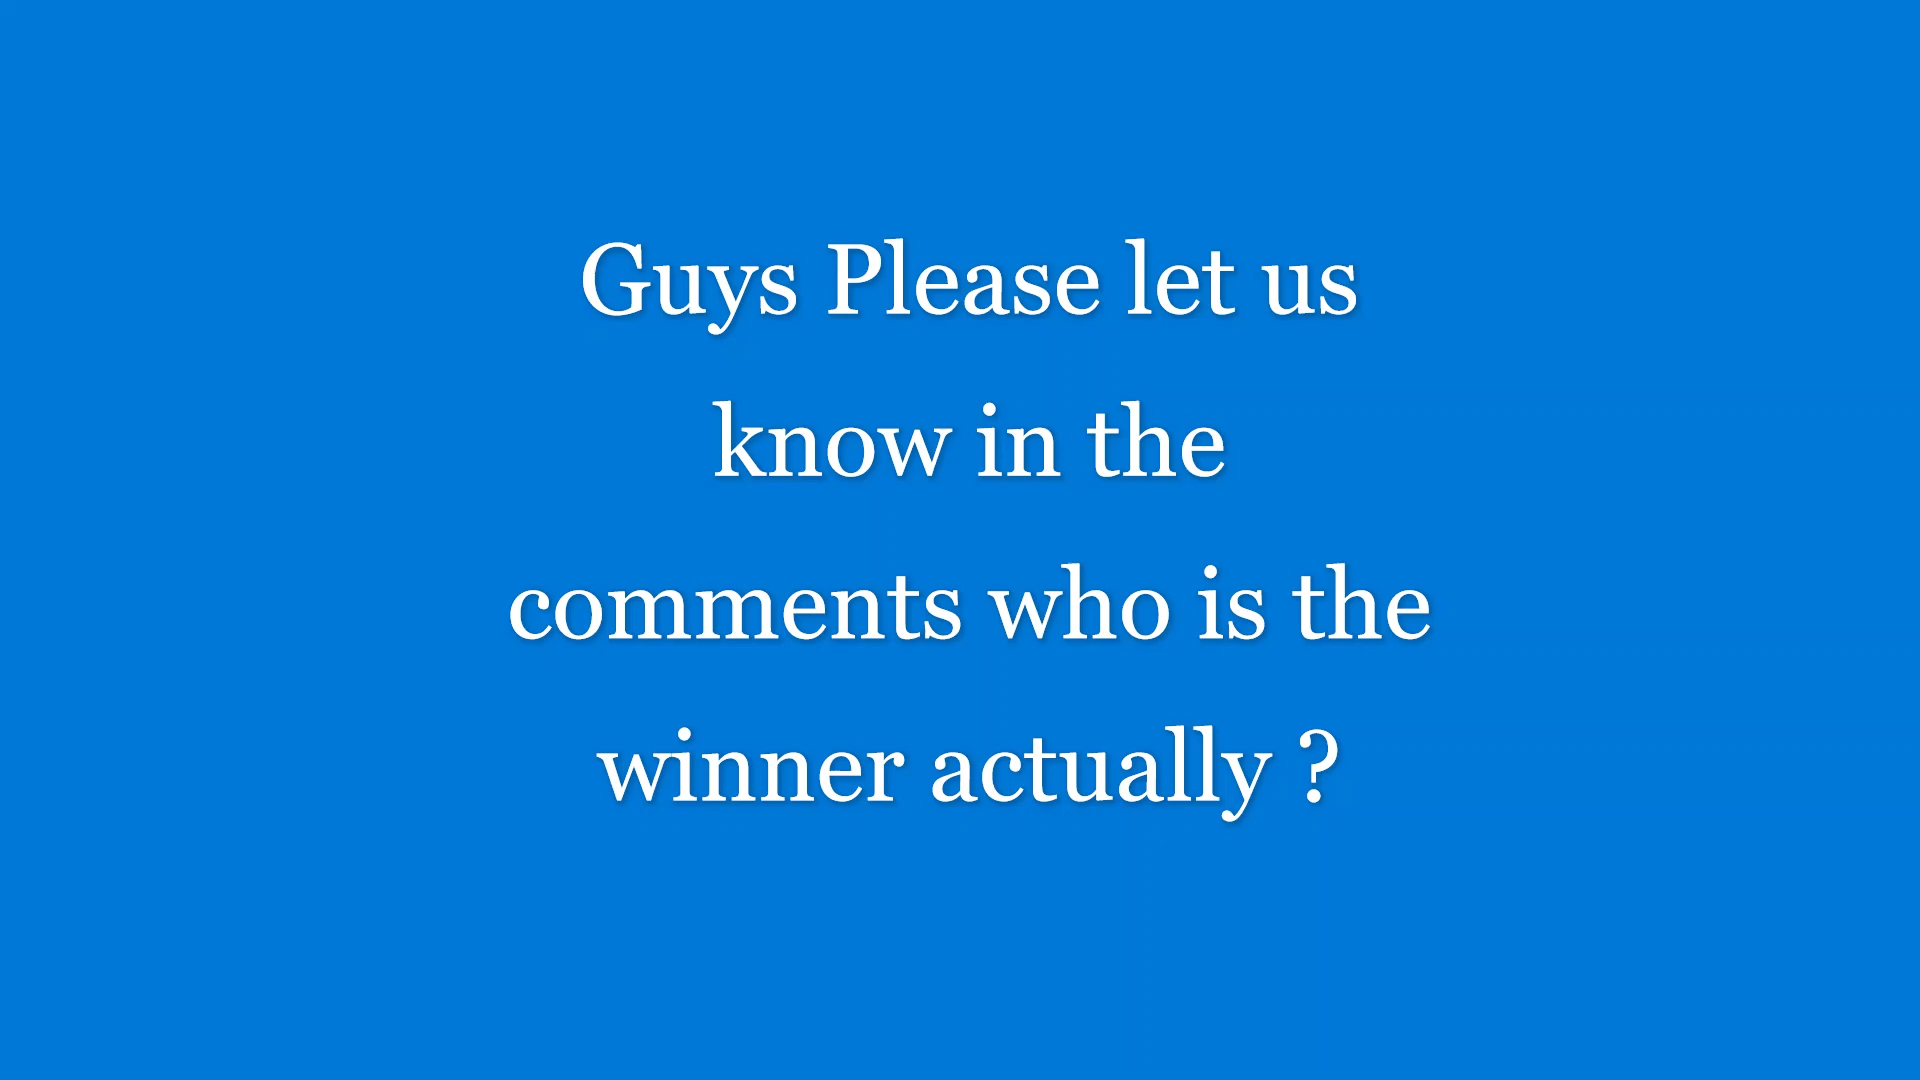 Guys Please let us
know in the
comments who is the
winner actually ?